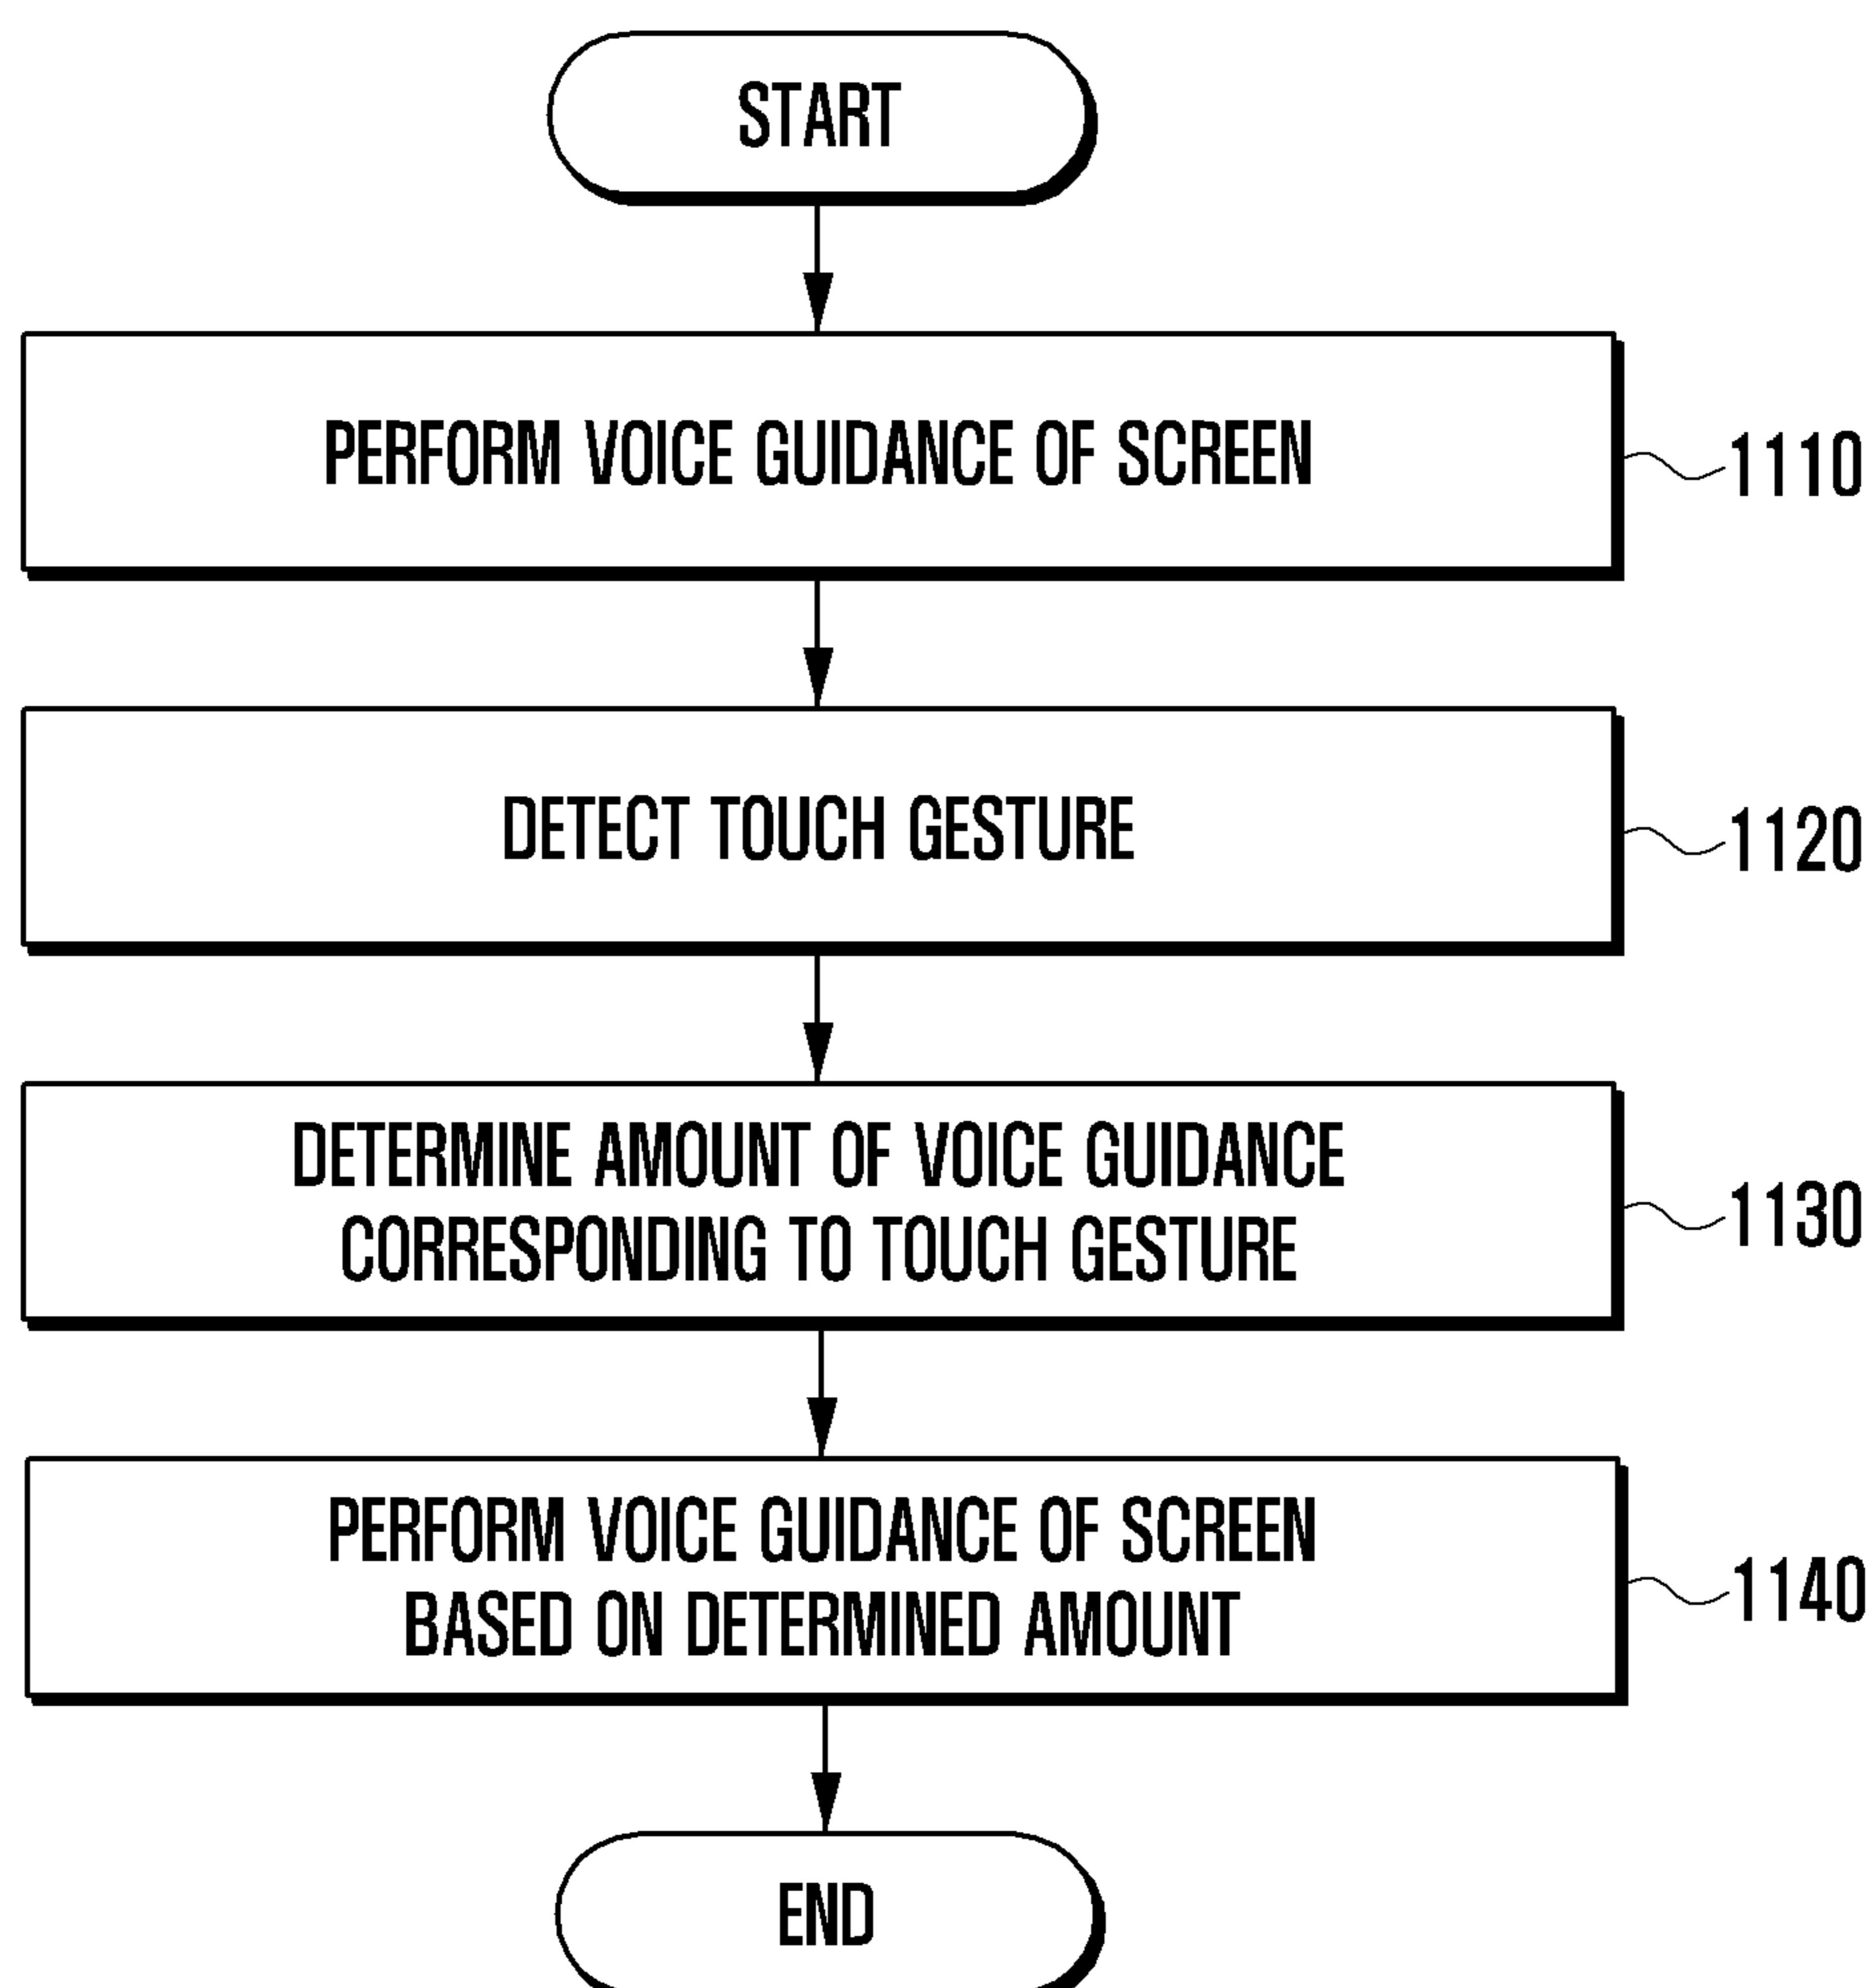 START
PERFORM VOICE GUIDANCE OF SCREEN
1110
DETECT TOUCH GESTURE
1120
DETERMINE AMOUNT OF VOICE GUIDANCE
CORRESPONDING TO TOUCH GESTURE
1130
PERFORM VOICE GUIDANCE OF SCREEN
BASED ON DETERMINED AMOUNT
1140
END